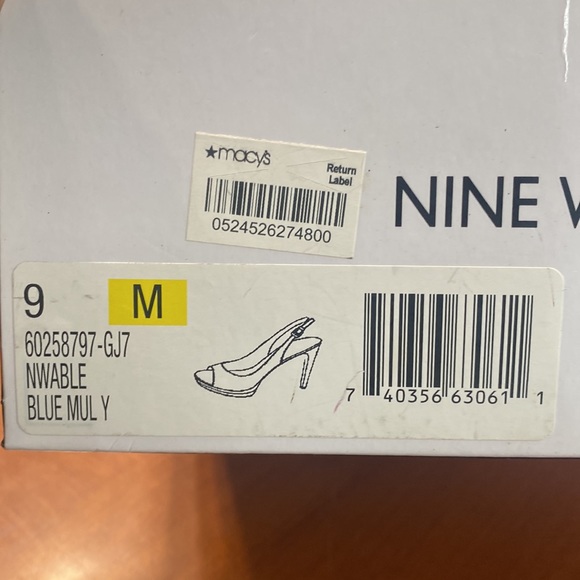 ★macy's
Return
Label
0524526274800
NINE
9 M
60258797-GJ7
NWABLE
BLUE MUL Y
7 40356 63061 1